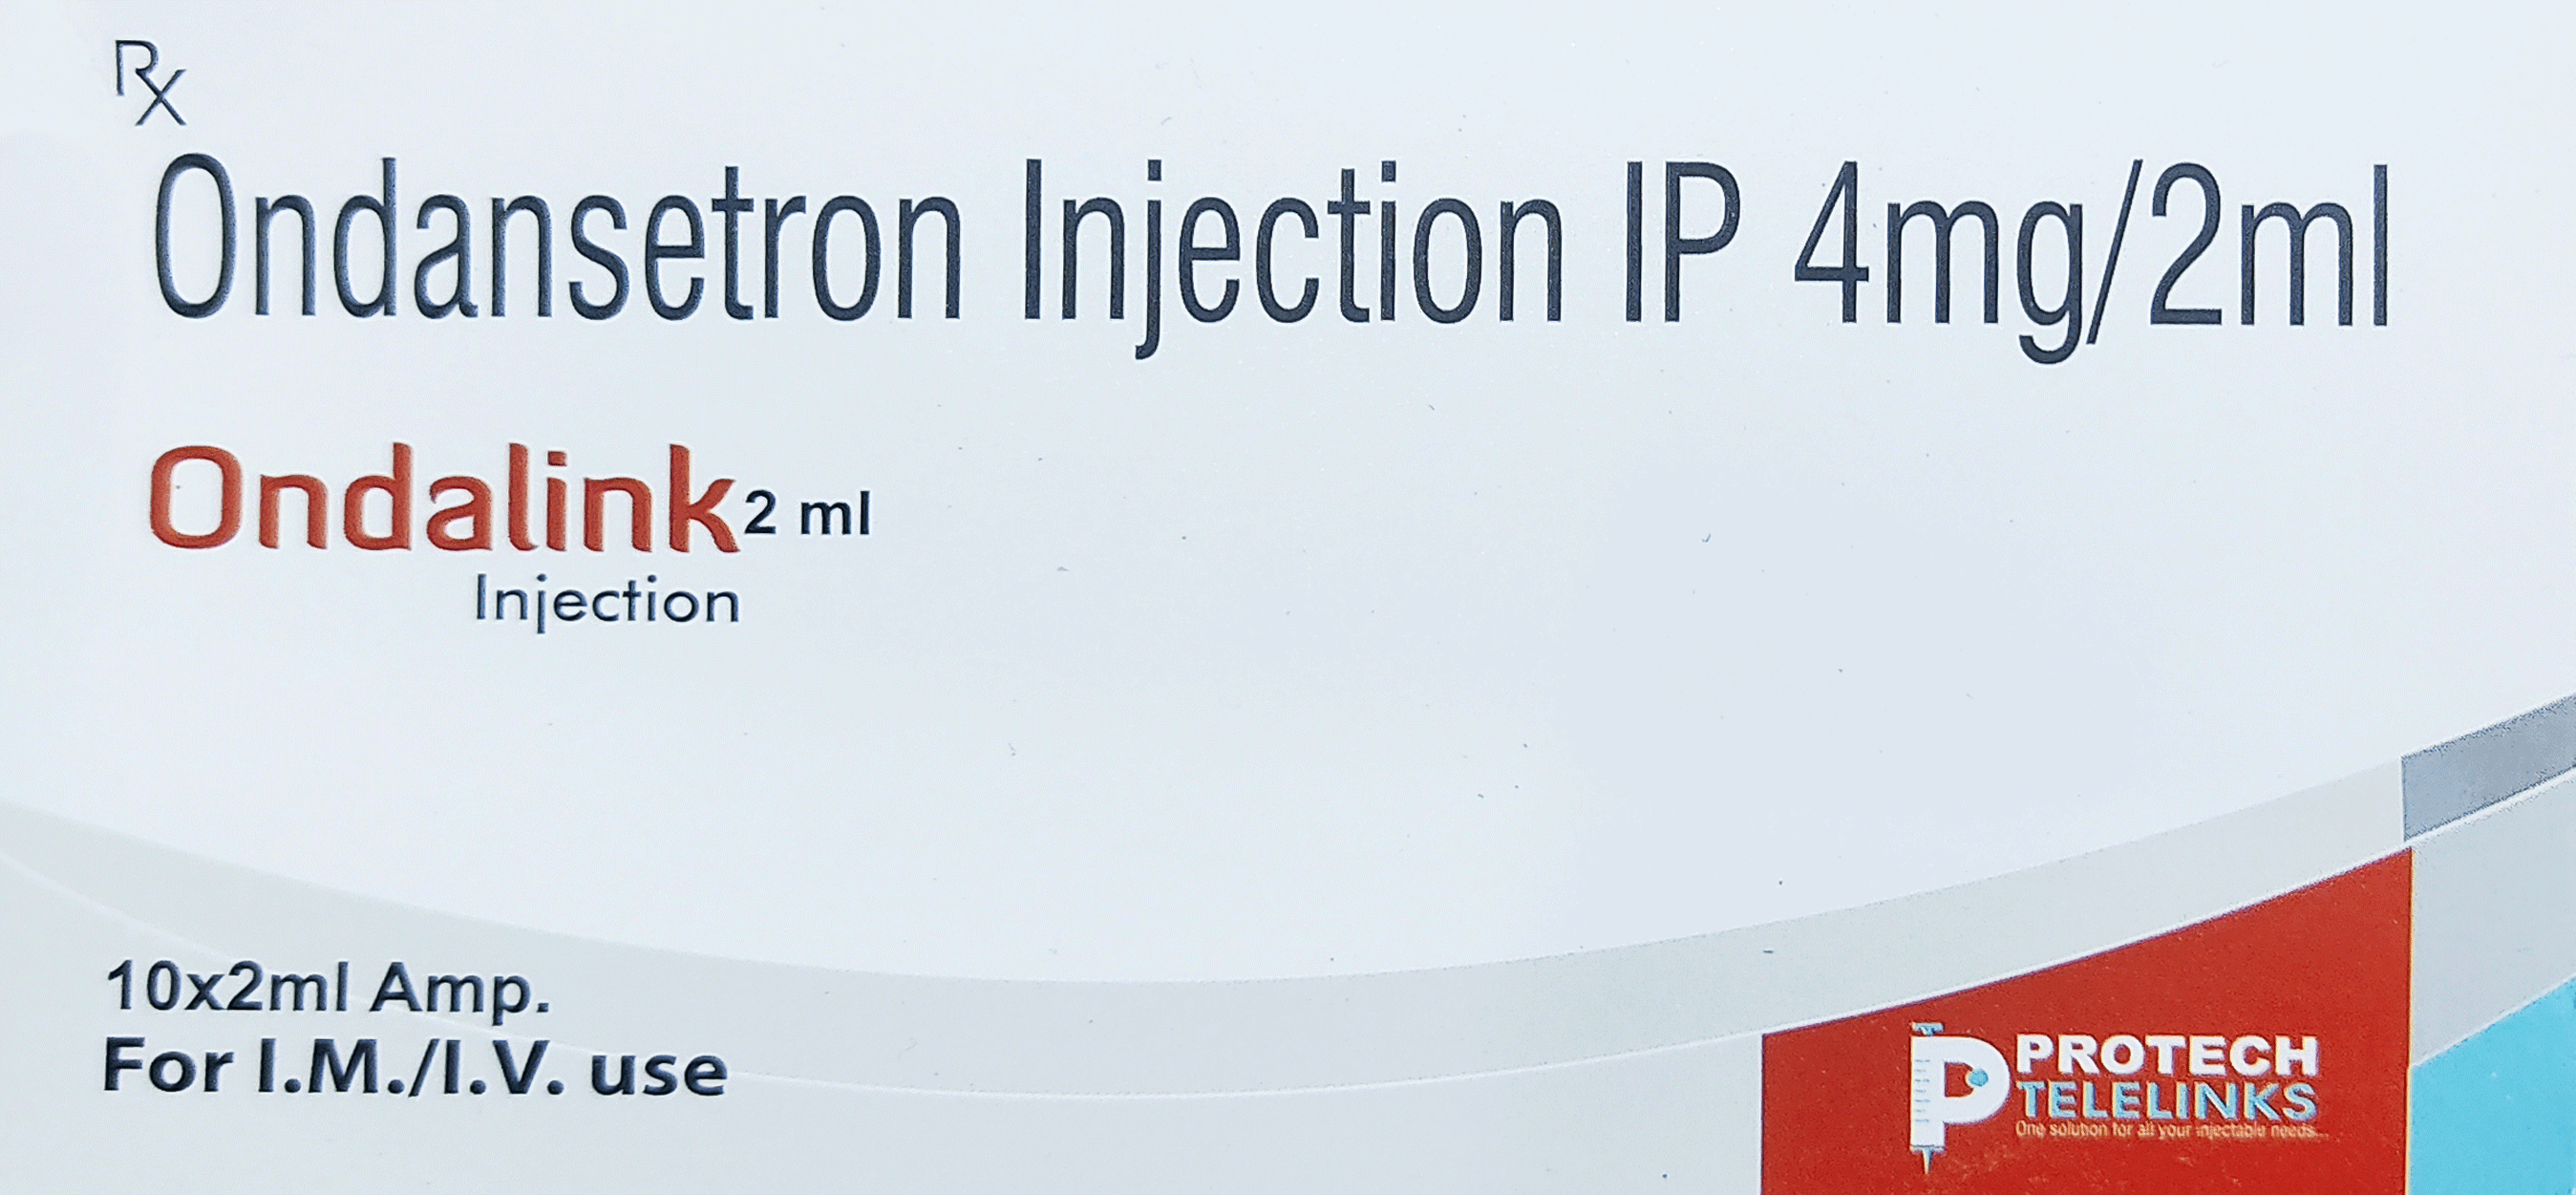 Rx
Ondansetron Injection IP 4mg/2ml
Ondalink 2 ml
Injection
10x2ml Amp.
For I.M./I.V. use
PROTECH
TELELINKS
One solution for all your injectable needs...